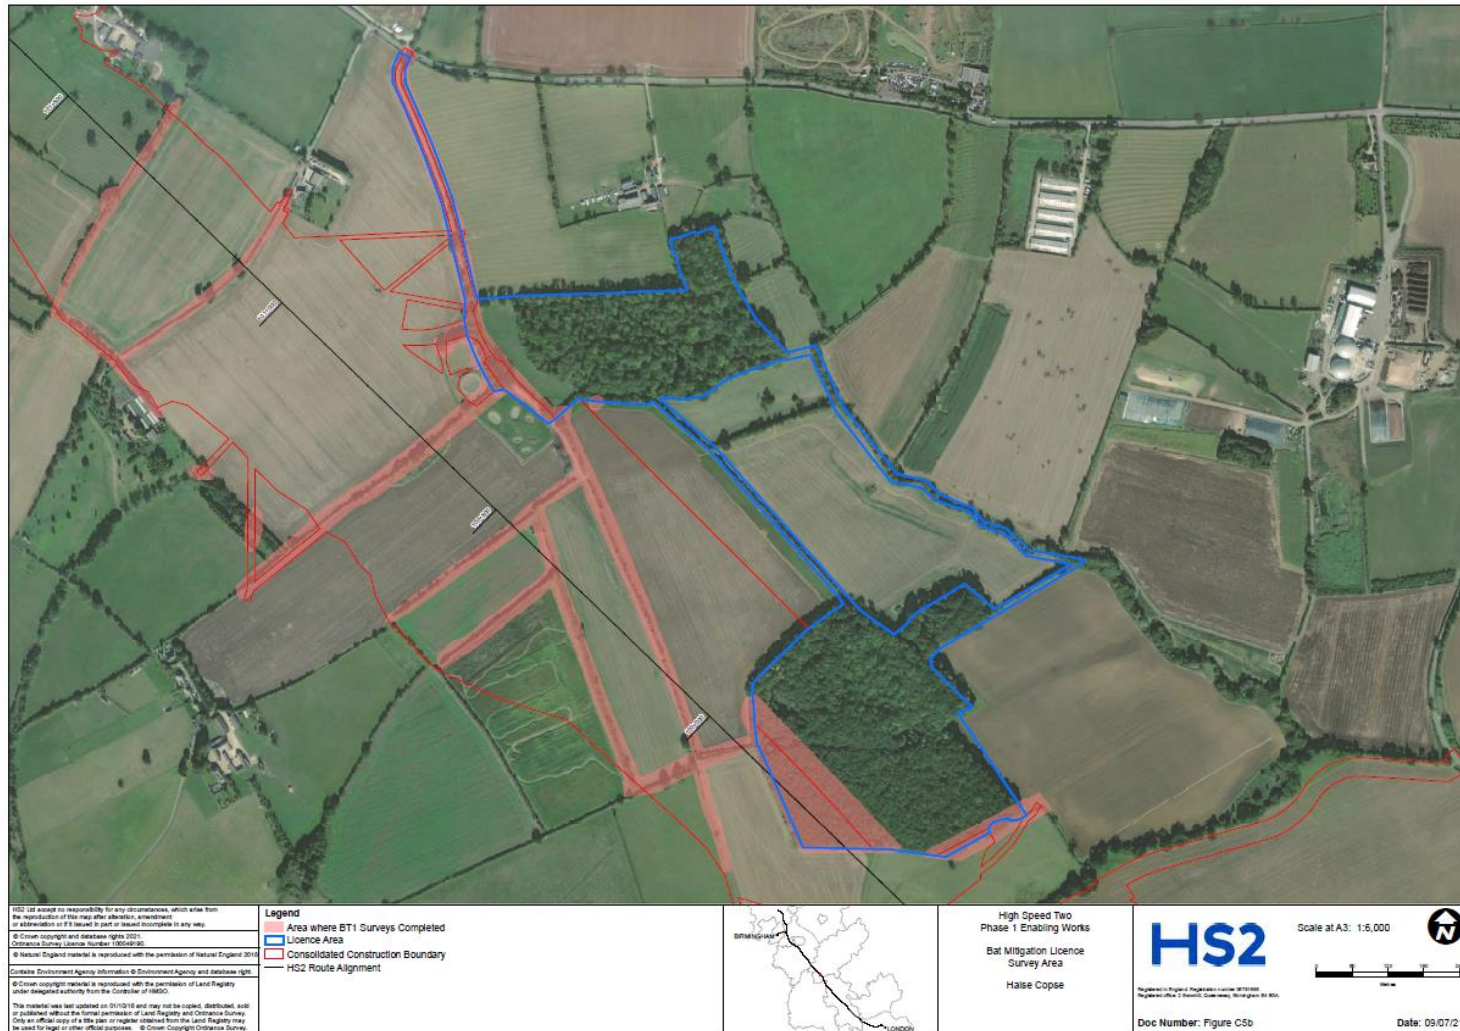 HS2 Ltd accept no responsibility for any circumstances, which arise from
the reproduction of this map after alteration, amendment
or abbreviation or if it issued in part or issued incomplete in any way.
© Crown copyright and database rights 2021.
Ordnance Survey Licence Number 100049190.
© Natural England material is reproduced with the permission of Natural England
Contains Environment Agency information © Environment Agency and database right
© Crown copyright material is reproduced with the permission of Land Registry
under delegated authority from the Controller of HMSO.
This material was last updated on and may not be copied, distributed, sold
or published without the formal permission of Land Registry and Ordnance Survey.
Only an official copy of a title plan or register obtained from the Land Registry may
be used for legal or other official purposes. © Crown Copyright Ordnance Survey.
Legend
Area where BT1 Surveys Completed
Licence Area
Consolidated Construction Boundary
HS2 Route Alignment
BIRMINGHAM
LONDON
High Speed Two
Phase 1 Enabling Works
Bat Mitigation Licence
Survey Area
Halse Copse
HS2
Registered in England
Doc Number: Figure C5b
Scale at A3: 1:6,000
N
Metres
Date: 09/07/2